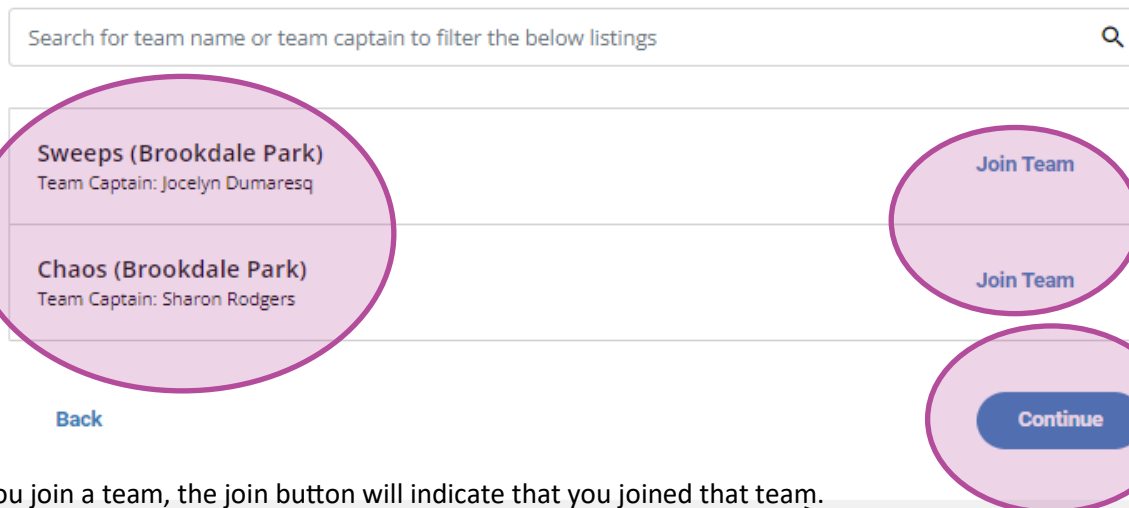 Search for team name or team captain to filter the below listings
Sweeps (Brookdale Park)
Team Captain: Jocelyn Dumaresq
Join Team
Chaos (Brookdale Park)
Team Captain: Sharon Rodgers
Join Team
Back
Continue
ou join a team, the join button will indicate that you joined that team.